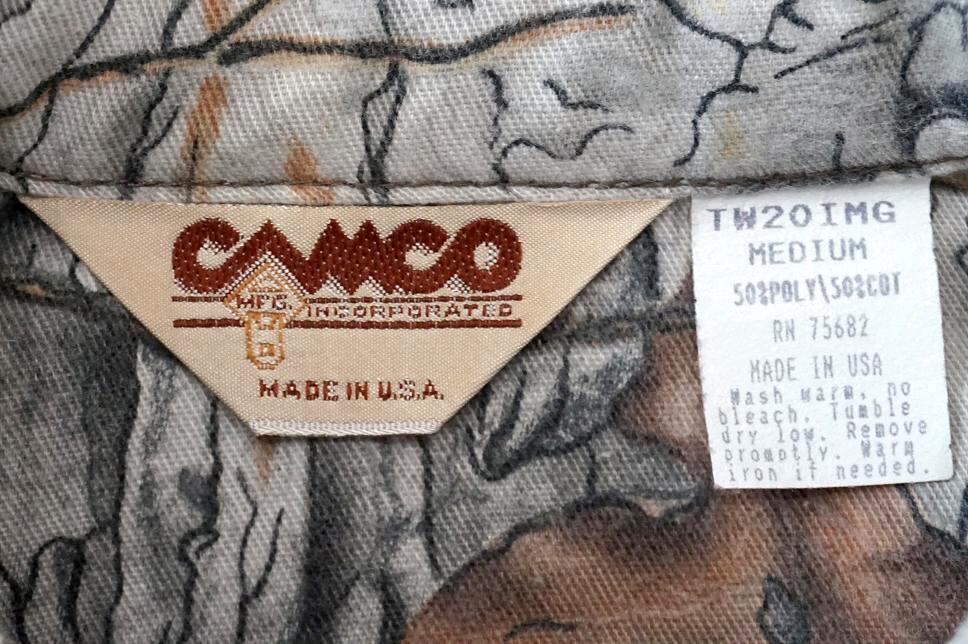 CAMCO
MFG. INCORPORATED
MADE IN U.S.A.
TW20IMG
MEDIUM
50%POLY\50%COT
RN 75682
MADE IN USA
Wash warm, no
bleach. Tumble
dry low. Remove
promptly. Warm
iron if needed.